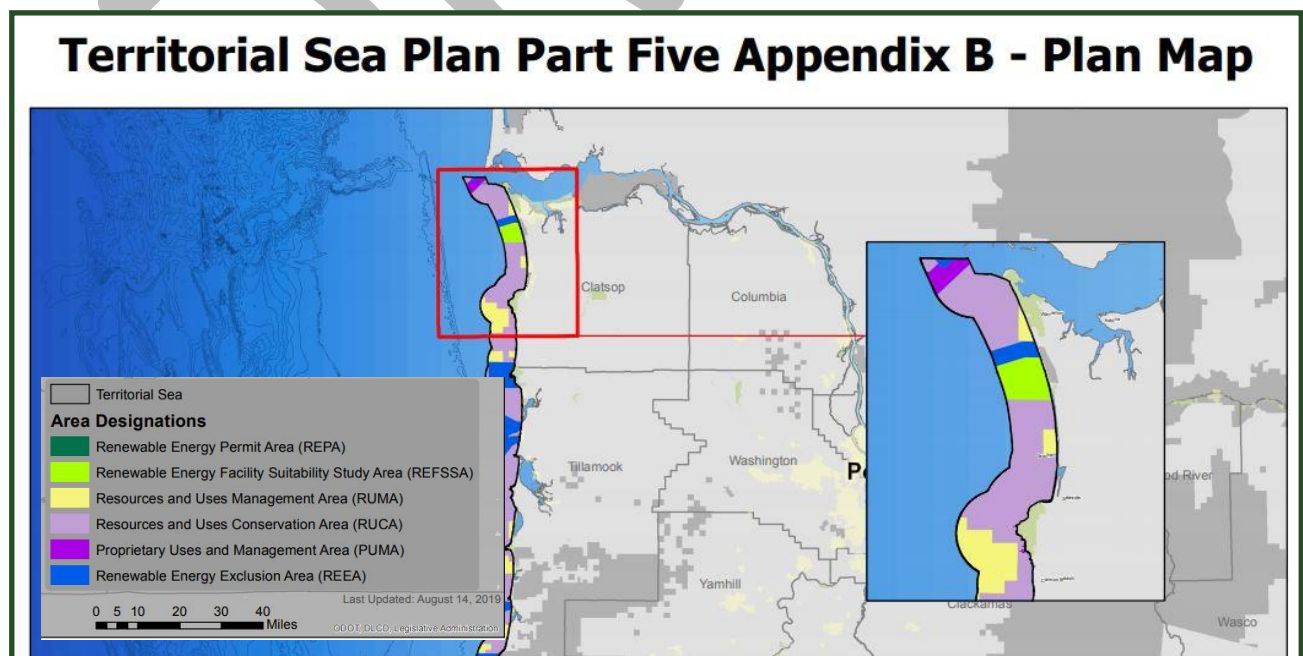 Territorial Sea Plan Part Five Appendix B - Plan Map
Clatsop
Columbia
Territorial Sea
Area Designations
Renewable Energy Permit Area (REPA)
Renewable Energy Facility Suitability Study Area (REFSSA)
Resources and Uses Management Area (RUMA)
Resources and Uses Conservation Area (RUCA)
Proprietary Uses and Management Area (PUMA)
Renewable Energy Exclusion Area (REEA)
Last Updated: August 14, 2019
0 5 10 20 30 40
Miles
ODOT, DLCD, Legislative Administration
Tillamook
Washington
Po
od River
Yamhill
Clackamas
Wasco